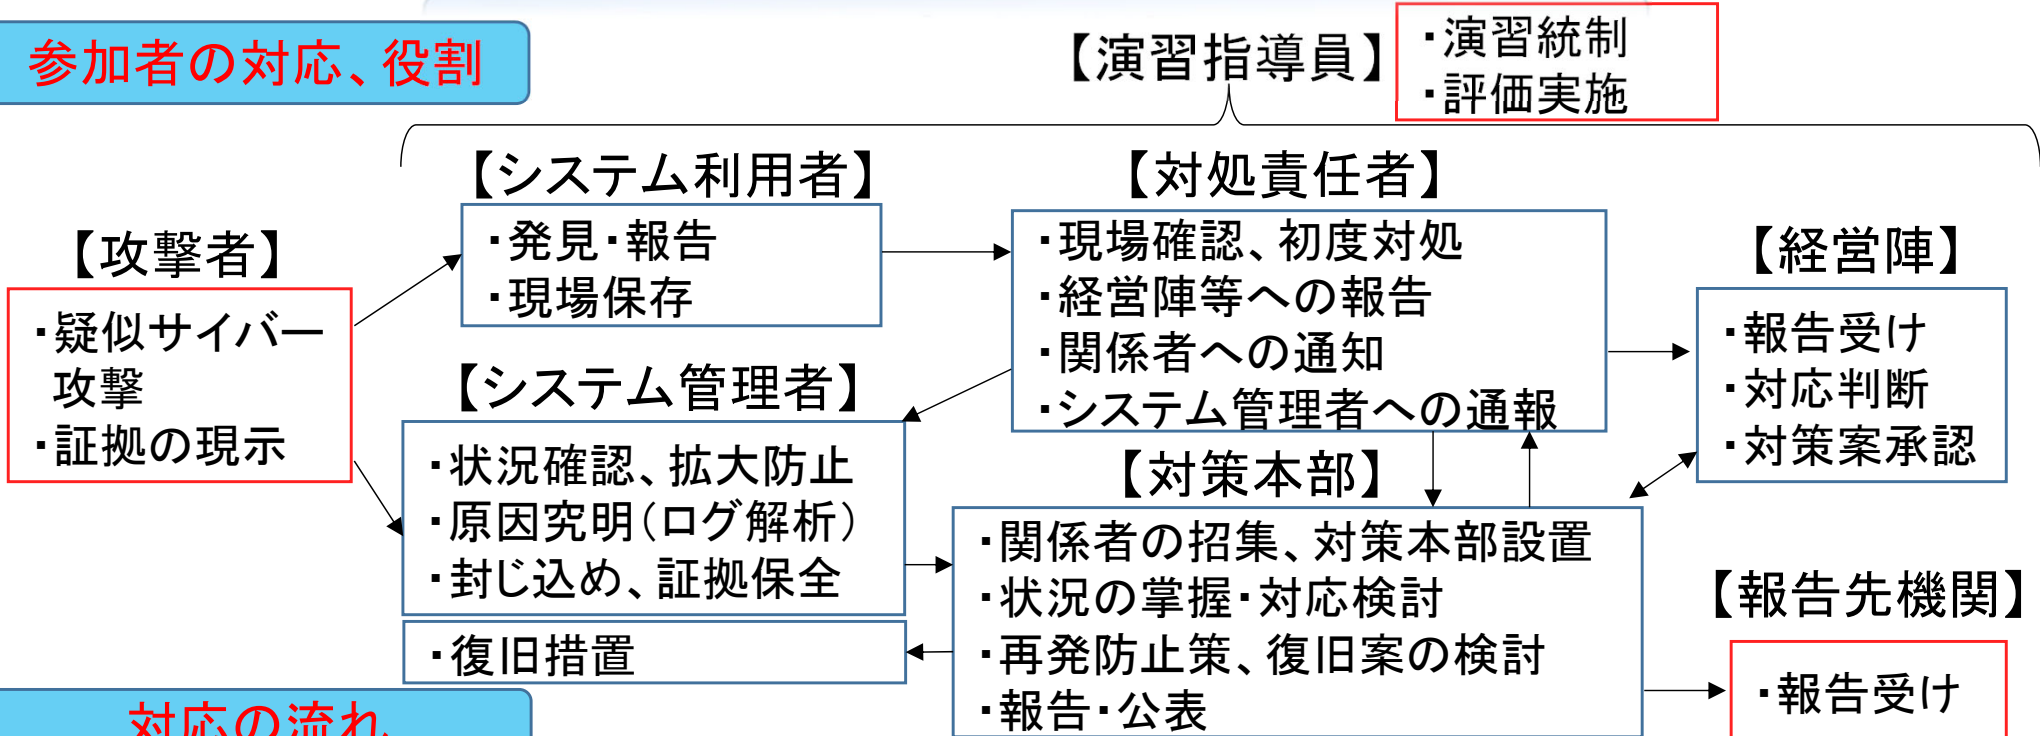 参加者の対応、役割
【演習指導員】
・演習統制
・評価実施
【システム利用者】
・発見・報告
・現場保存
【対処責任者】
・現場確認、初度対処
・経営陣等への報告
・関係者への通知
・システム管理者への通報
【攻撃者】
・疑似サイバー
攻撃
・証拠の現示
【経営陣】
・報告受け
・対応判断
・対策案承認
【システム管理者】
・状況確認、拡大防止
・原因究明(ログ解析)
・封じ込め、証拠保全
・復旧措置
【対策本部】
・関係者の招集、対策本部設置
・状況の掌握・対応検討
・再発防止策、復旧案の検討
・報告・公表
【報告先機関】
・報告受け
対応の流れ